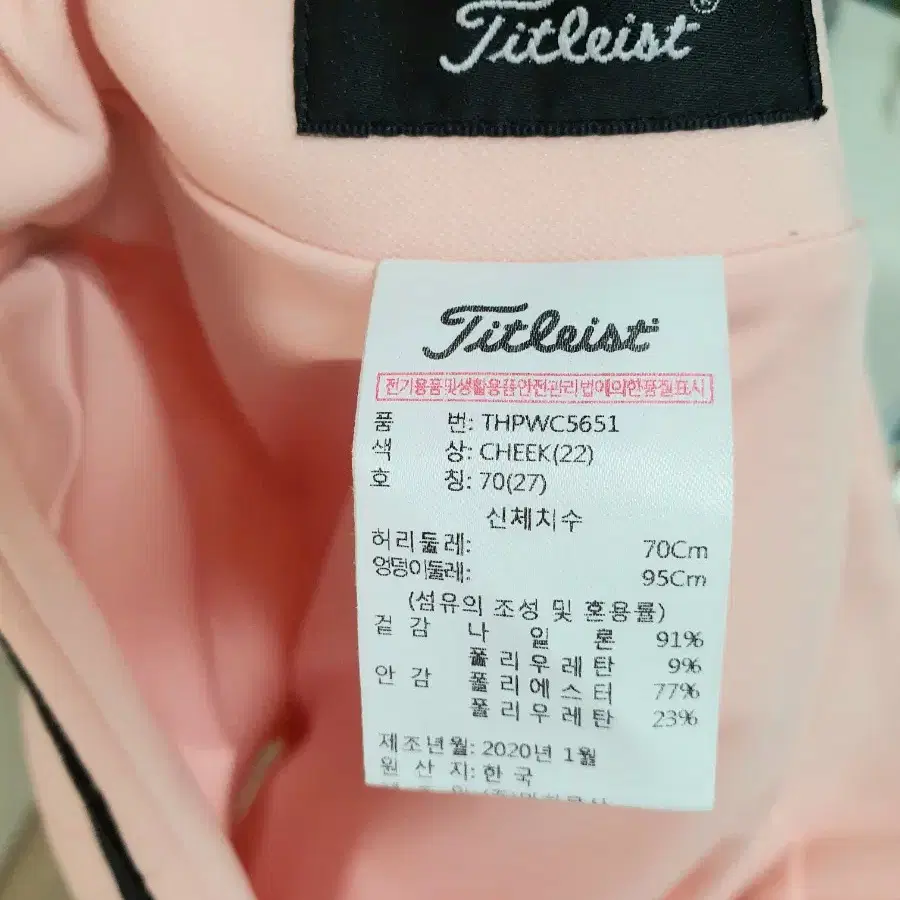 Titleist®
Titleist
전기용품및생활용품안전관리법에의한품질표시
품 번: THPWC5651
색 상: CHEEK(22)
호 칭: 70(27)
신체치수
허리둘레: 70Cm
엉덩이둘레: 95Cm
(섬유의 조성 및 혼용률)
겉 감 나 일 론 91%
폴 리 우 레 탄 9%
안 감 폴 리 에 스 터 77%
폴 리 우 레 탄 23%
제조년월: 2020년 1월
원 산 지: 한 국